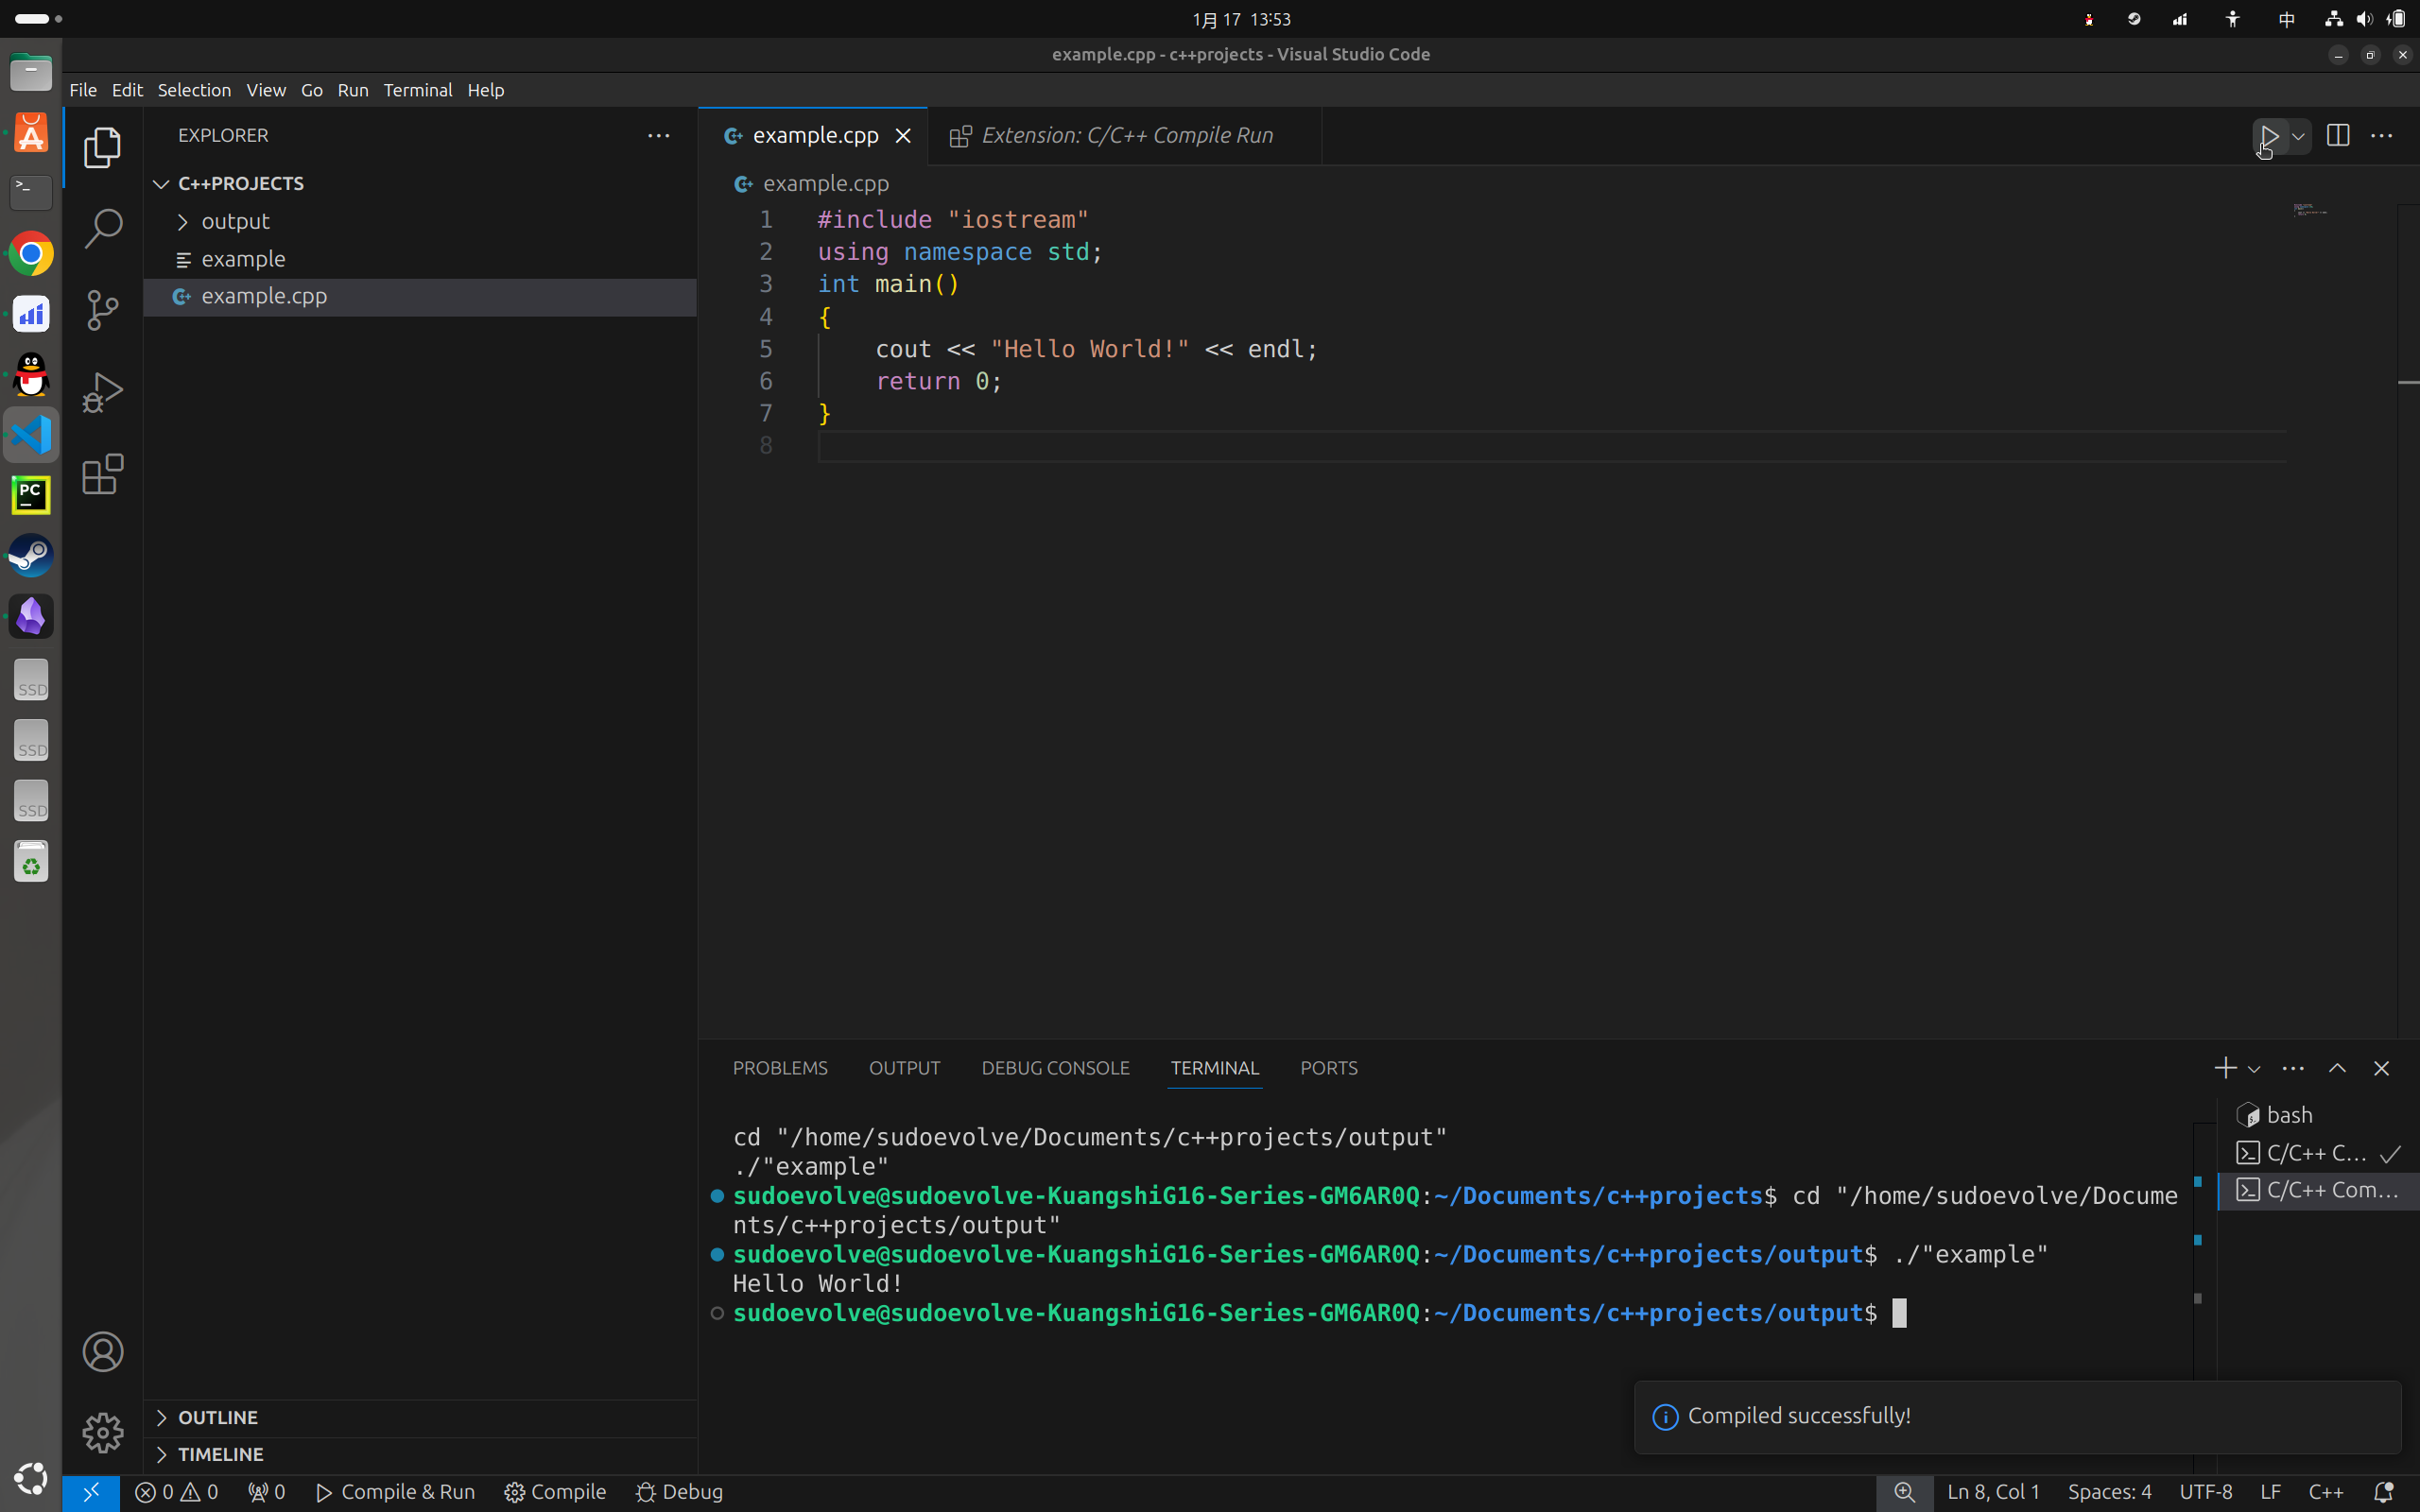 1月 17 13:53
中
example.cpp - c++projects - Visual Studio Code
File Edit Selection View Go Run Terminal Help
EXPLORER
example.cpp
Extension: C/C++ Compile Run
C++PROJECTS
output
example
example.cpp
example.cpp
1 #include "iostream"
2 using namespace std;
3 int main()
4 {
5 cout << "Hello World!" << endl;
6 return 0;
7 }
8
PC
SSD
SSD
SSD
PROBLEMS OUTPUT DEBUG CONSOLE TERMINAL PORTS
cd "/home/sudoevolve/Documents/c++projects/output"
./"example"
sudoevolve@sudoevolve-KuangshiG16-Series-GM6AR0Q:~/Documents/c++projects$ cd "/home/sudoevolve/Docume
nts/c++projects/output"
sudoevolve@sudoevolve-KuangshiG16-Series-GM6AR0Q:~/Documents/c++projects/output$ ./"example"
Hello World!
sudoevolve@sudoevolve-KuangshiG16-Series-GM6AR0Q:~/Documents/c++projects/output$
bash
C/C++ C...
C/C++ Com...
Compiled successfully!
OUTLINE
TIMELINE
0 0 0 Compile & Run Compile Debug
Ln 8, Col 1 Spaces: 4 UTF-8 LF C++